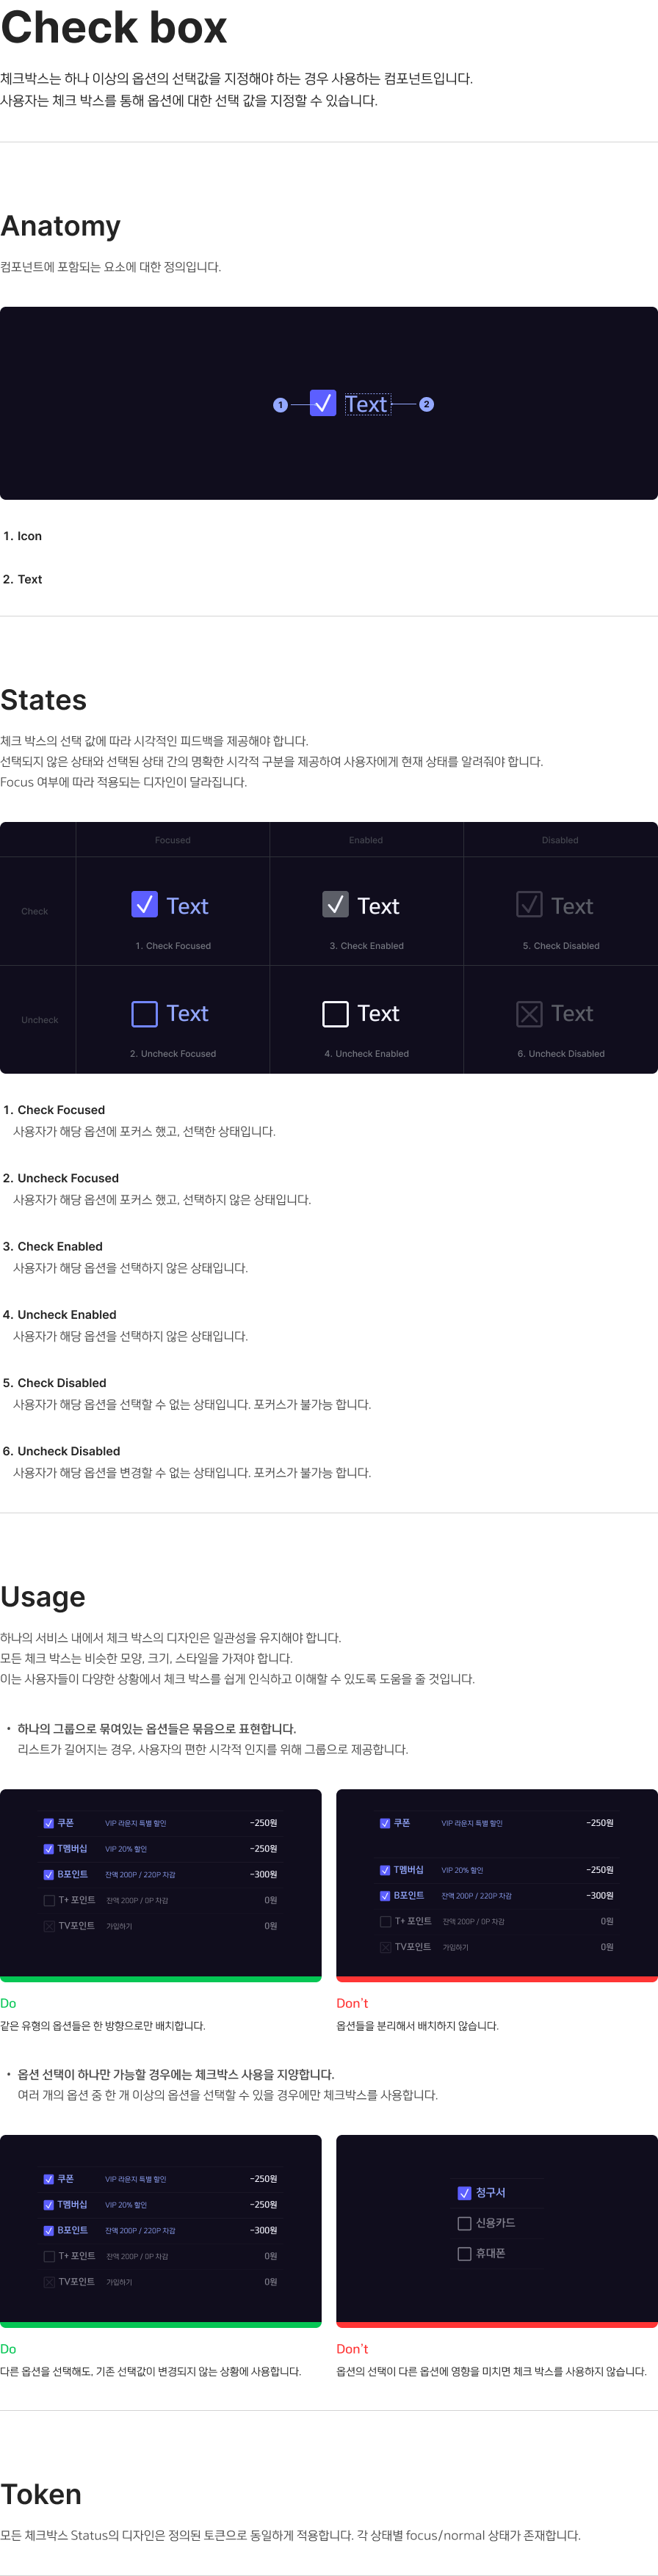 Check box
체크박스는 하나 이상의 옵션의 선택값을 지정해야 하는 경우 사용하는 컴포넌트입니다.
사용자는 체크 박스를 통해 옵션에 대한 선택 값을 지정할 수 있습니다.
Anatomy
컴포넌트에 포함되는 요소에 대한 정의입니다.
1 Text 2
1. Icon
2. Text
States
체크 박스의 선택 값에 따라 시각적인 피드백을 제공해야 합니다.
선택되지 않은 상태와 선택된 상태 간의 명확한 시각적 구분을 제공하여 사용자에게 현재 상태를 알려줘야 합니다.
Focus 여부에 따라 적용되는 디자인이 달라집니다.
Focused Enabled Disabled
Check Text Text Text
1. Check Focused 3. Check Enabled 5. Check Disabled
Uncheck Text Text Text
2. Uncheck Focused 4. Uncheck Enabled 6. Uncheck Disabled
1. Check Focused
사용자가 해당 옵션에 포커스 했고, 선택한 상태입니다.
2. Uncheck Focused
사용자가 해당 옵션에 포커스 했고, 선택하지 않은 상태입니다.
3. Check Enabled
사용자가 해당 옵션을 선택하지 않은 상태입니다.
4. Uncheck Enabled
사용자가 해당 옵션을 선택하지 않은 상태입니다.
5. Check Disabled
사용자가 해당 옵션을 선택할 수 없는 상태입니다. 포커스가 불가능 합니다.
6. Uncheck Disabled
사용자가 해당 옵션을 변경할 수 없는 상태입니다. 포커스가 불가능 합니다.
Usage
하나의 서비스 내에서 체크 박스의 디자인은 일관성을 유지해야 합니다.
모든 체크 박스는 비슷한 모양, 크기, 스타일을 가져야 합니다.
이는 사용자들이 다양한 상황에서 체크 박스를 쉽게 인식하고 이해할 수 있도록 도움을 줄 것입니다.
• 하나의 그룹으로 묶여있는 옵션들은 묶음으로 표현합니다.
리스트가 길어지는 경우, 사용자의 편한 시각적 인지를 위해 그룹으로 제공합니다.
쿠폰 VIP 라운지 특별 할인 -250원
T멤버십 VIP 20% 할인 -250원
B포인트 잔액 200P / 220P 차감 -300원
T+ 포인트 잔액 200P / 0P 차감 0원
TV포인트 가입하기 0원
Do
같은 유형의 옵션들은 한 방향으로만 배치합니다.
쿠폰 VIP 라운지 특별 할인 -250원
T멤버십 VIP 20% 할인 -250원
B포인트 잔액 200P / 220P 차감 -300원
T+ 포인트 잔액 200P / 0P 차감 0원
TV포인트 가입하기 0원
Don't
옵션들을 분리해서 배치하지 않습니다.
• 옵션 선택이 하나만 가능할 경우에는 체크박스 사용을 지양합니다.
여러 개의 옵션 중 한 개 이상의 옵션을 선택할 수 있을 경우에만 체크박스를 사용합니다.
쿠폰 VIP 라운지 특별 할인 -250원
T멤버십 VIP 20% 할인 -250원
B포인트 잔액 200P / 220P 차감 -300원
T+ 포인트 잔액 200P / 0P 차감 0원
TV포인트 가입하기 0원
Do
다른 옵션을 선택해도, 기존 선택값이 변경되지 않는 상황에 사용합니다.
청구서
신용카드
휴대폰
Don't
옵션의 선택이 다른 옵션에 영향을 미치면 체크 박스를 사용하지 않습니다.
Token
모든 체크박스 Status의 디자인은 정의된 토큰으로 동일하게 적용합니다. 각 상태별 focus/normal 상태가 존재합니다.